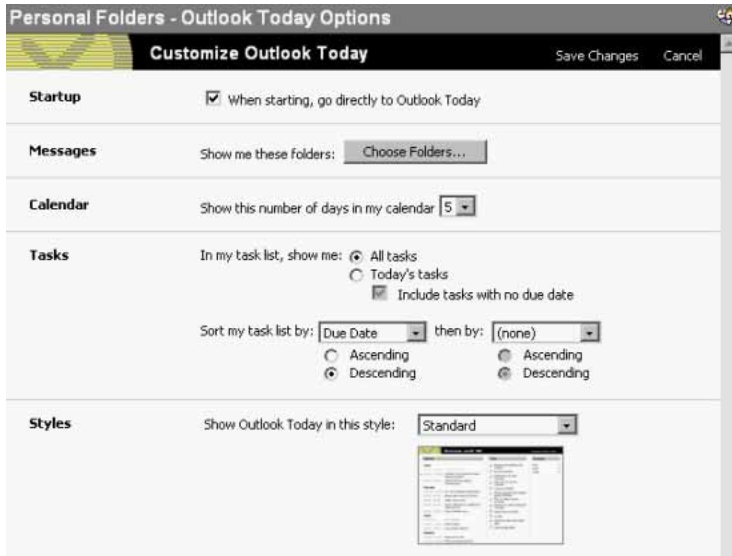 Personal Folders - Outlook Today Options
Customize Outlook Today Save Changes Cancel
Startup When starting, go directly to Outlook Today
Messages Show me these folders: Choose Folders...
Calendar Show this number of days in my calendar 5
Tasks In my task list, show me: All tasks
Today's tasks
Include tasks with no due date
Sort my task list by: Due Date then by: (none)
Ascending Ascending
Descending Descending
Styles Show Outlook Today in this style: Standard